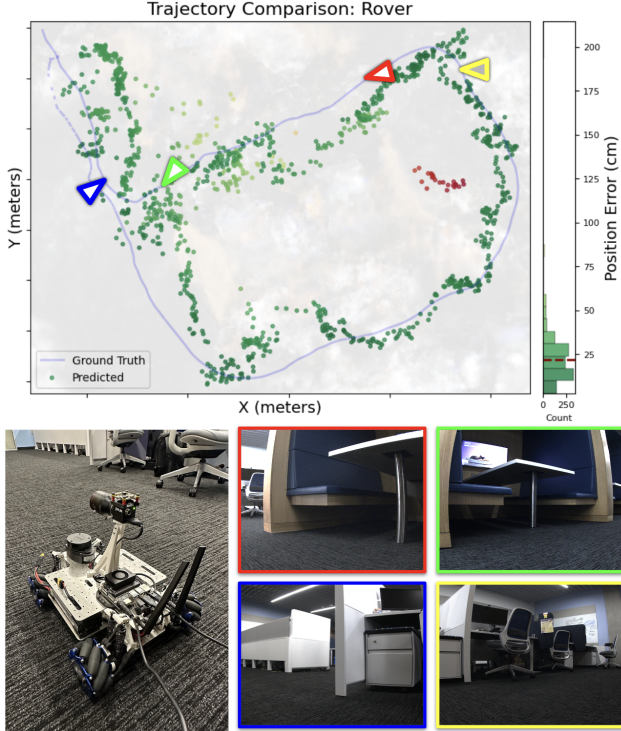 Trajectory Comparison: Rover
Y (meters)
Ground Truth
Predicted
X (meters)
200
175
150
125
100
75
50
25
0 250
Count
Position Error (cm)